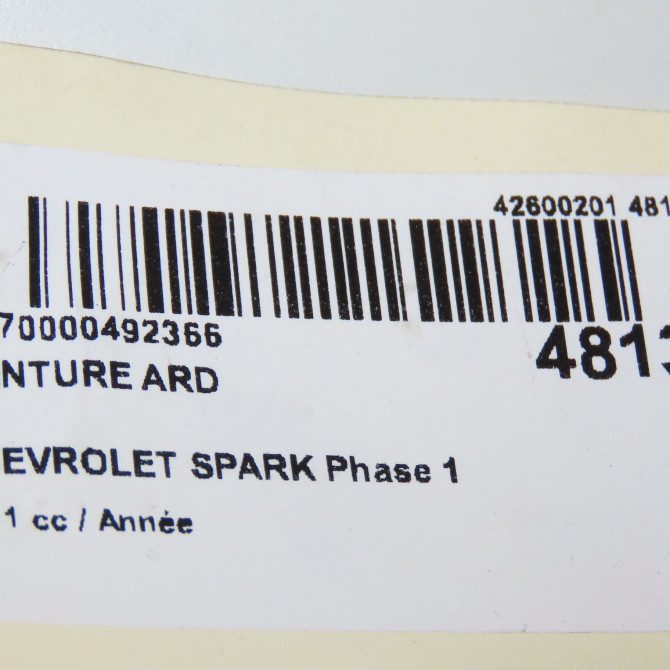 42600201 481
70000492366
4813
NTURE ARD
EVROLET SPARK Phase 1
1 cc / Année